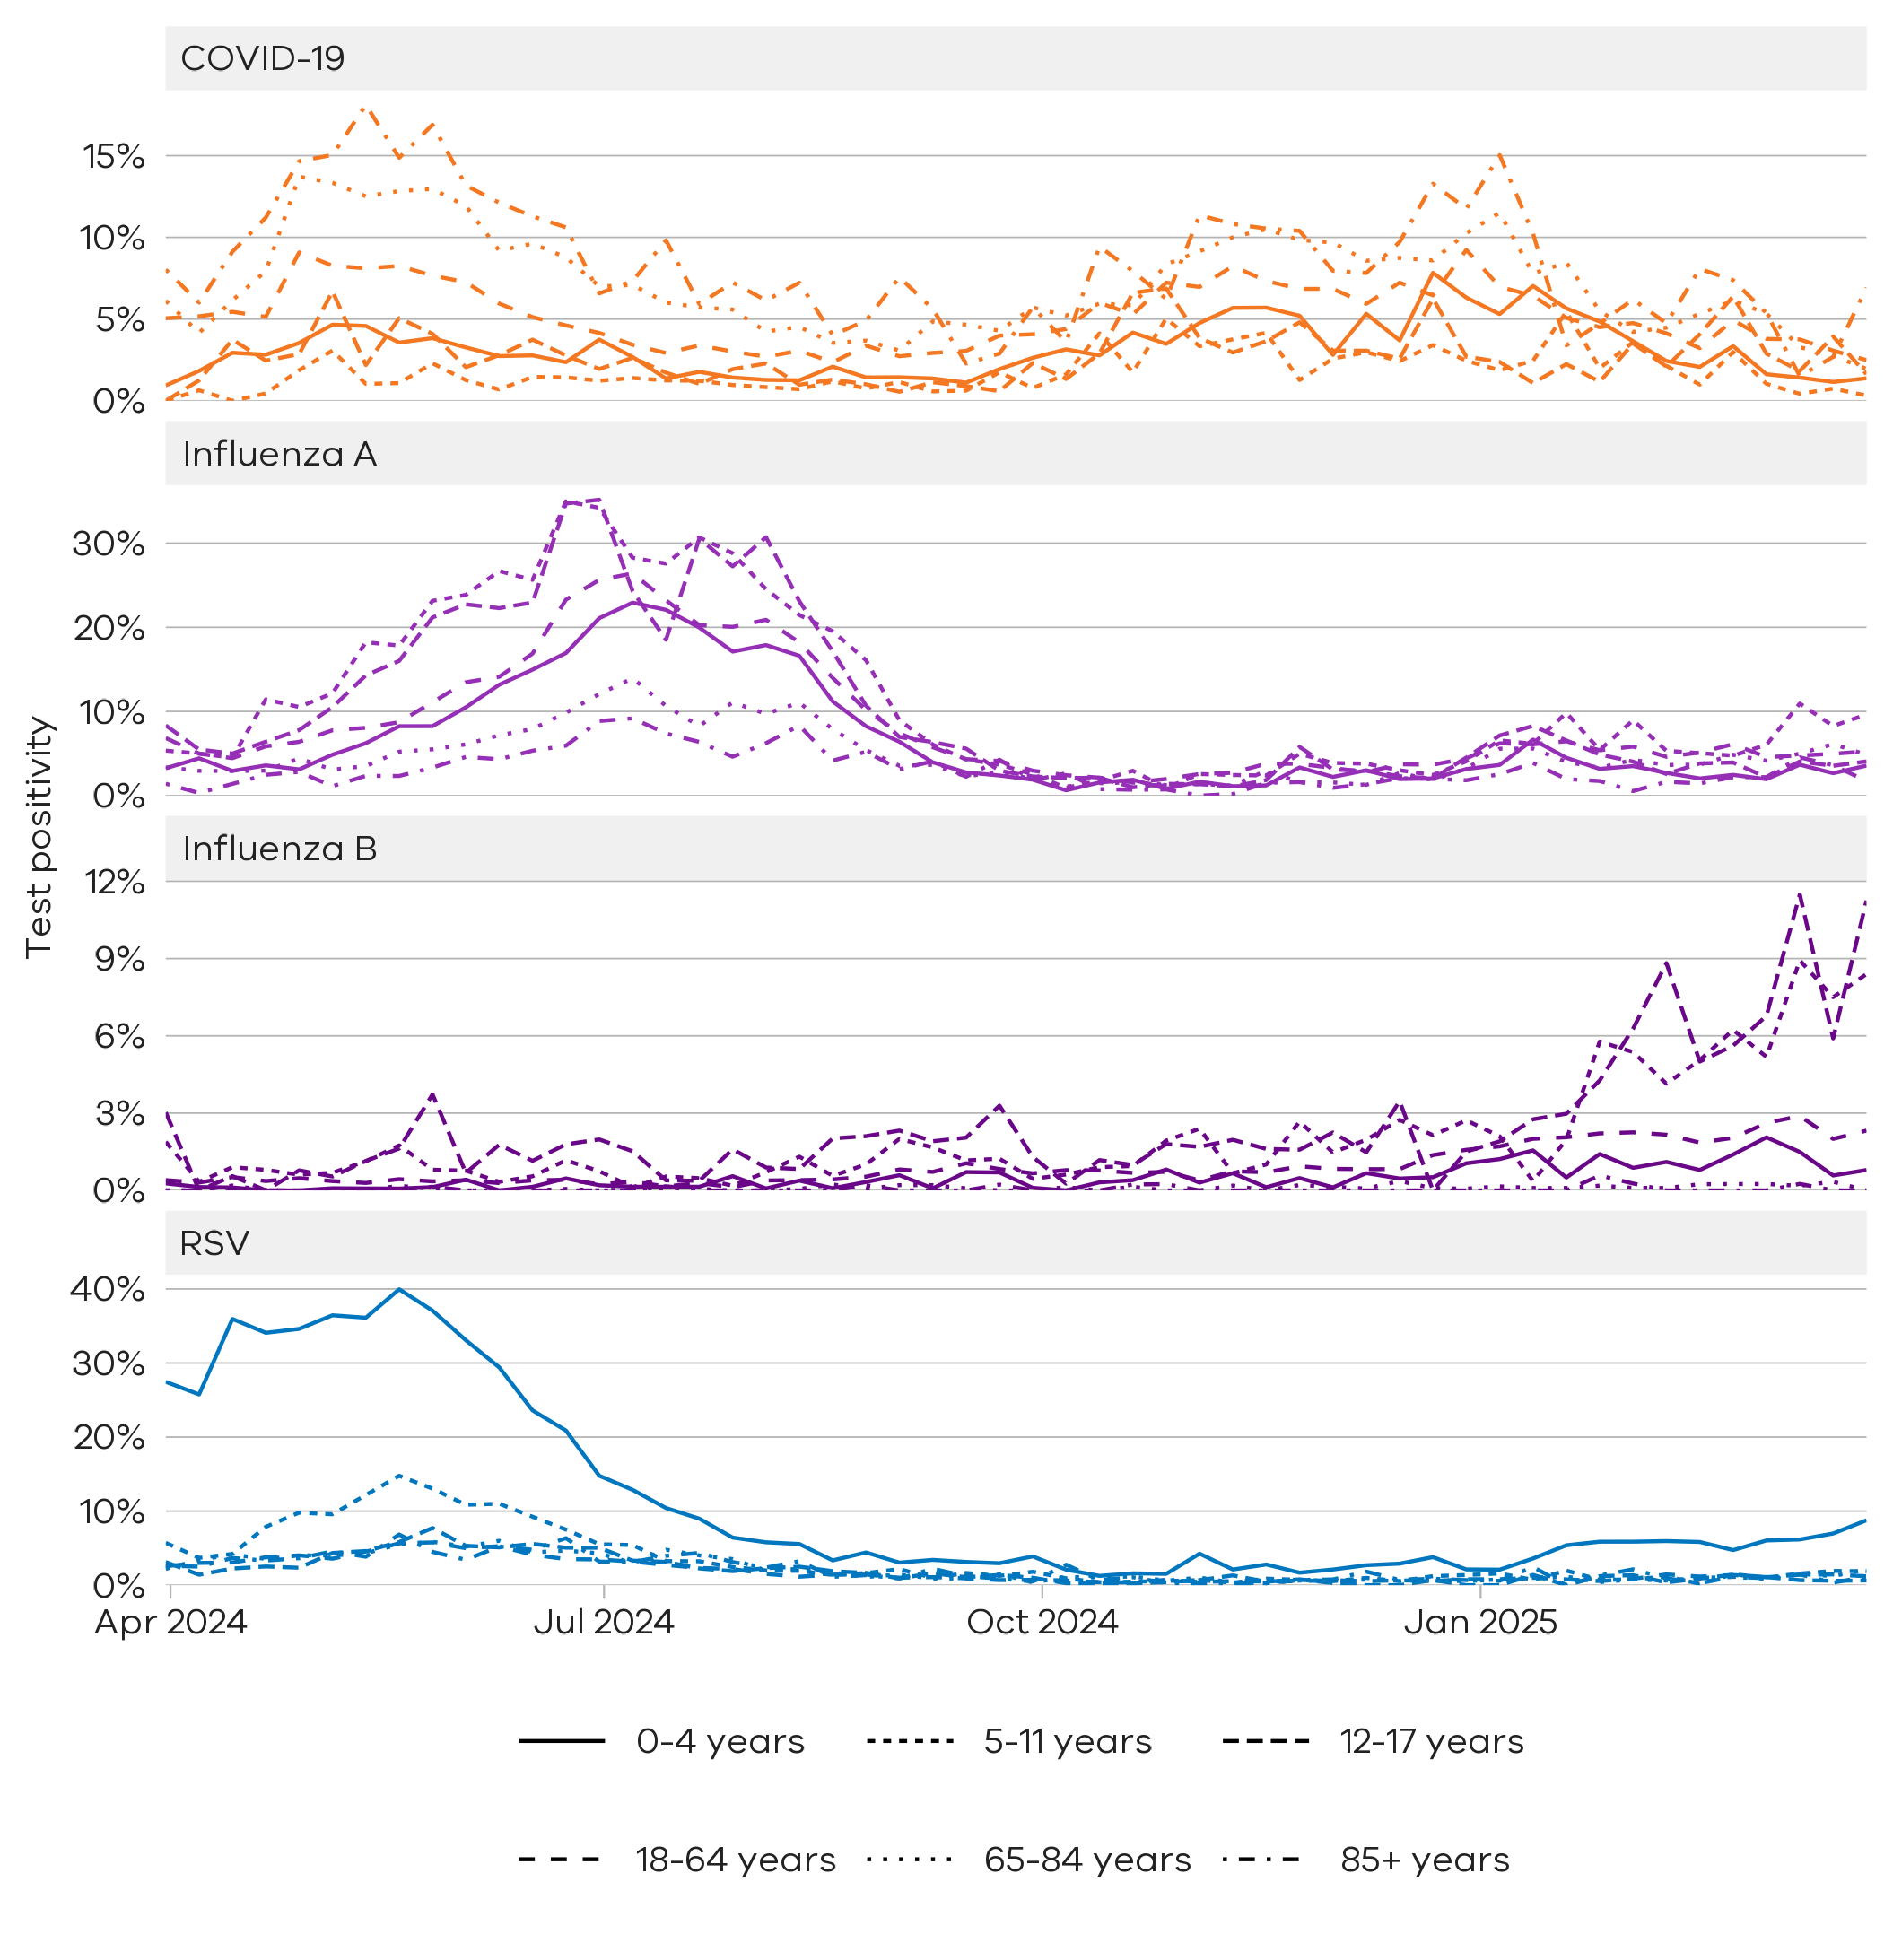 COVID-19
15%
10%
5%
0%
Influenza A
30%
20%
10%
0%
Test positivity
Influenza B
12%
9%
6%
3%
0%
RSV
40%
30%
20%
10%
0%
Apr 2024 Jul 2024 Oct 2024 Jan 2025
0-4 years 5-11 years 12-17 years
18-64 years 65-84 years 85+ years